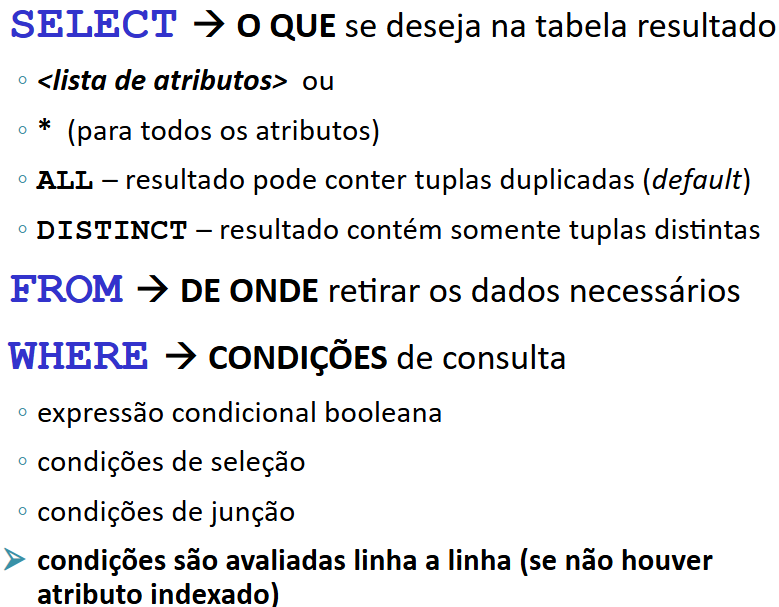 SELECT → O QUE se deseja na tabela resultado
◦ <lista de atributos> ou
◦ * (para todos os atributos)
◦ ALL – resultado pode conter tuplas duplicadas (default)
◦ DISTINCT – resultado contém somente tuplas distintas
FROM → DE ONDE retirar os dados necessários
WHERE → CONDIÇÕES de consulta
◦ expressão condicional booleana
◦ condições de seleção
◦ condições de junção
➢ condições são avaliadas linha a linha (se não houver
atributo indexado)